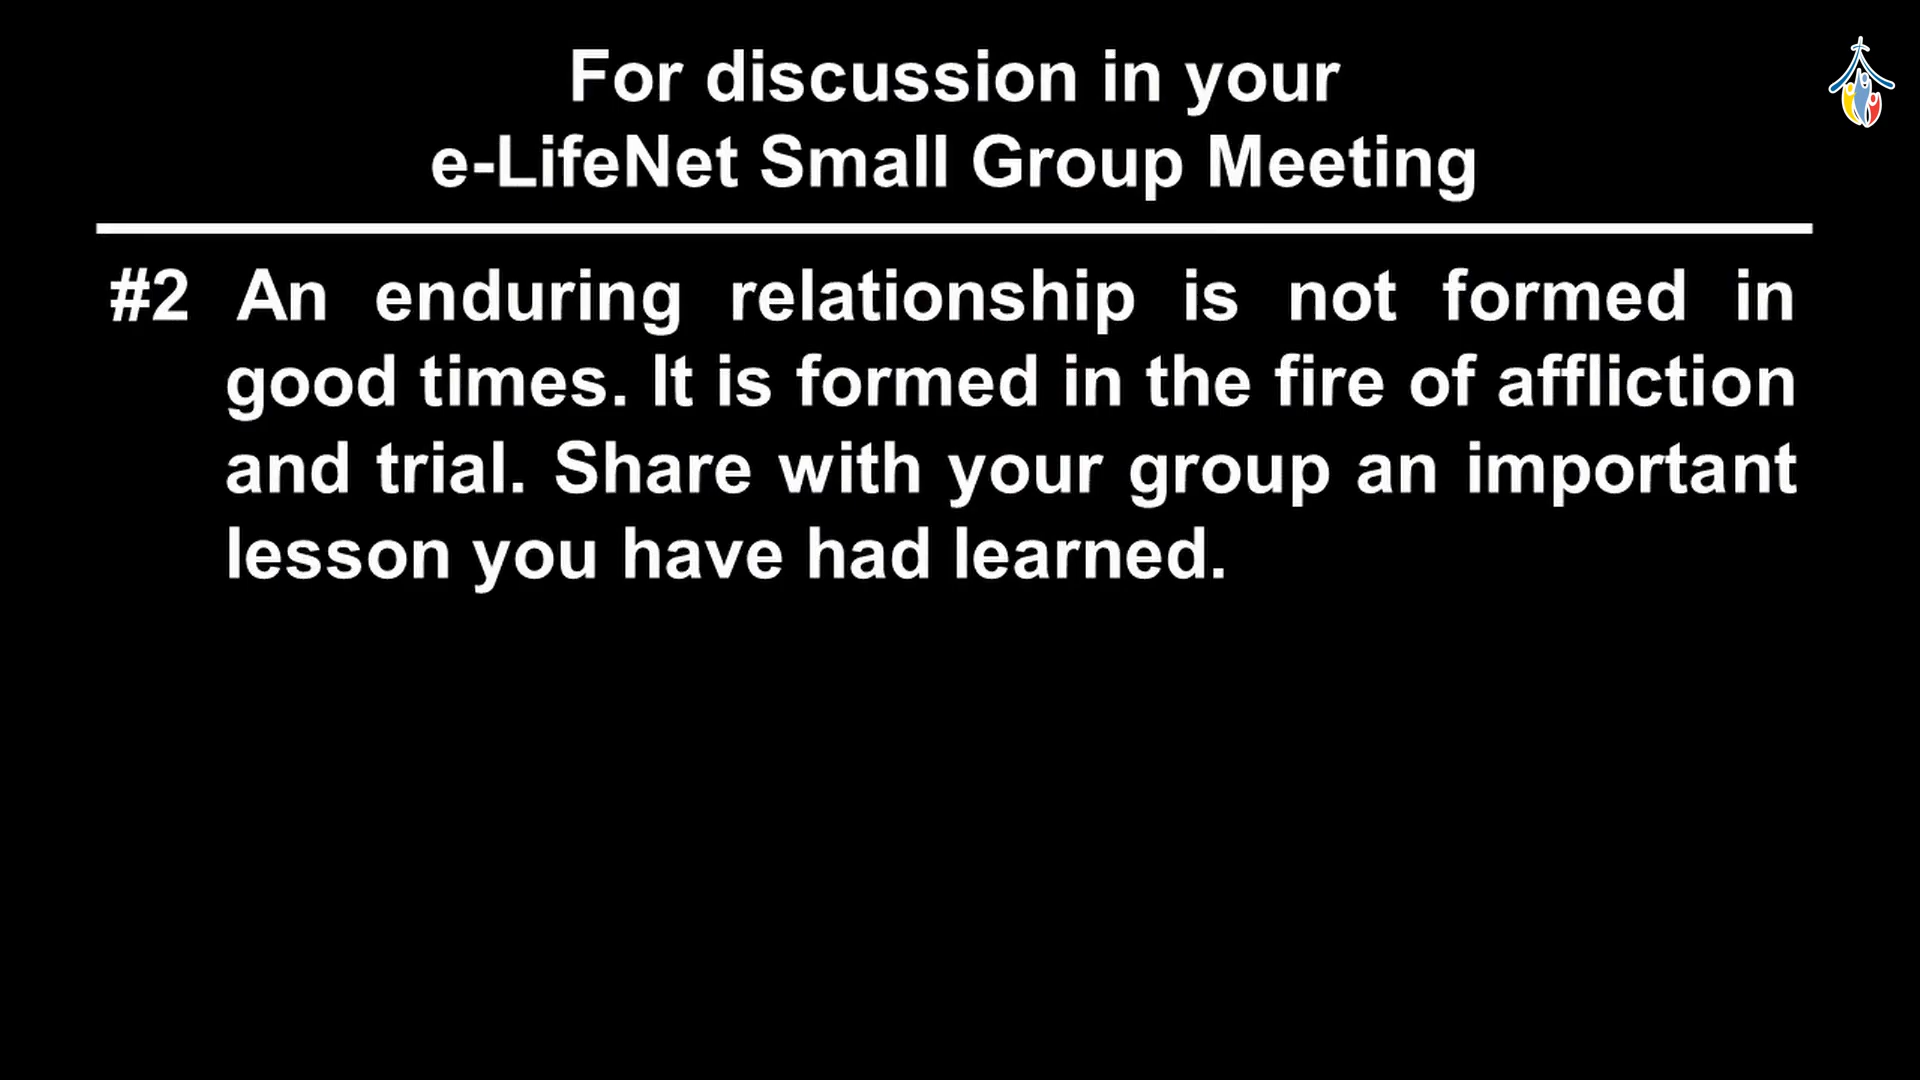 For discussion in your
e-LifeNet Small Group Meeting
#2 An enduring relationship is not formed in
good times. It is formed in the fire of affliction
and trial. Share with your group an important
lesson you have had learned.